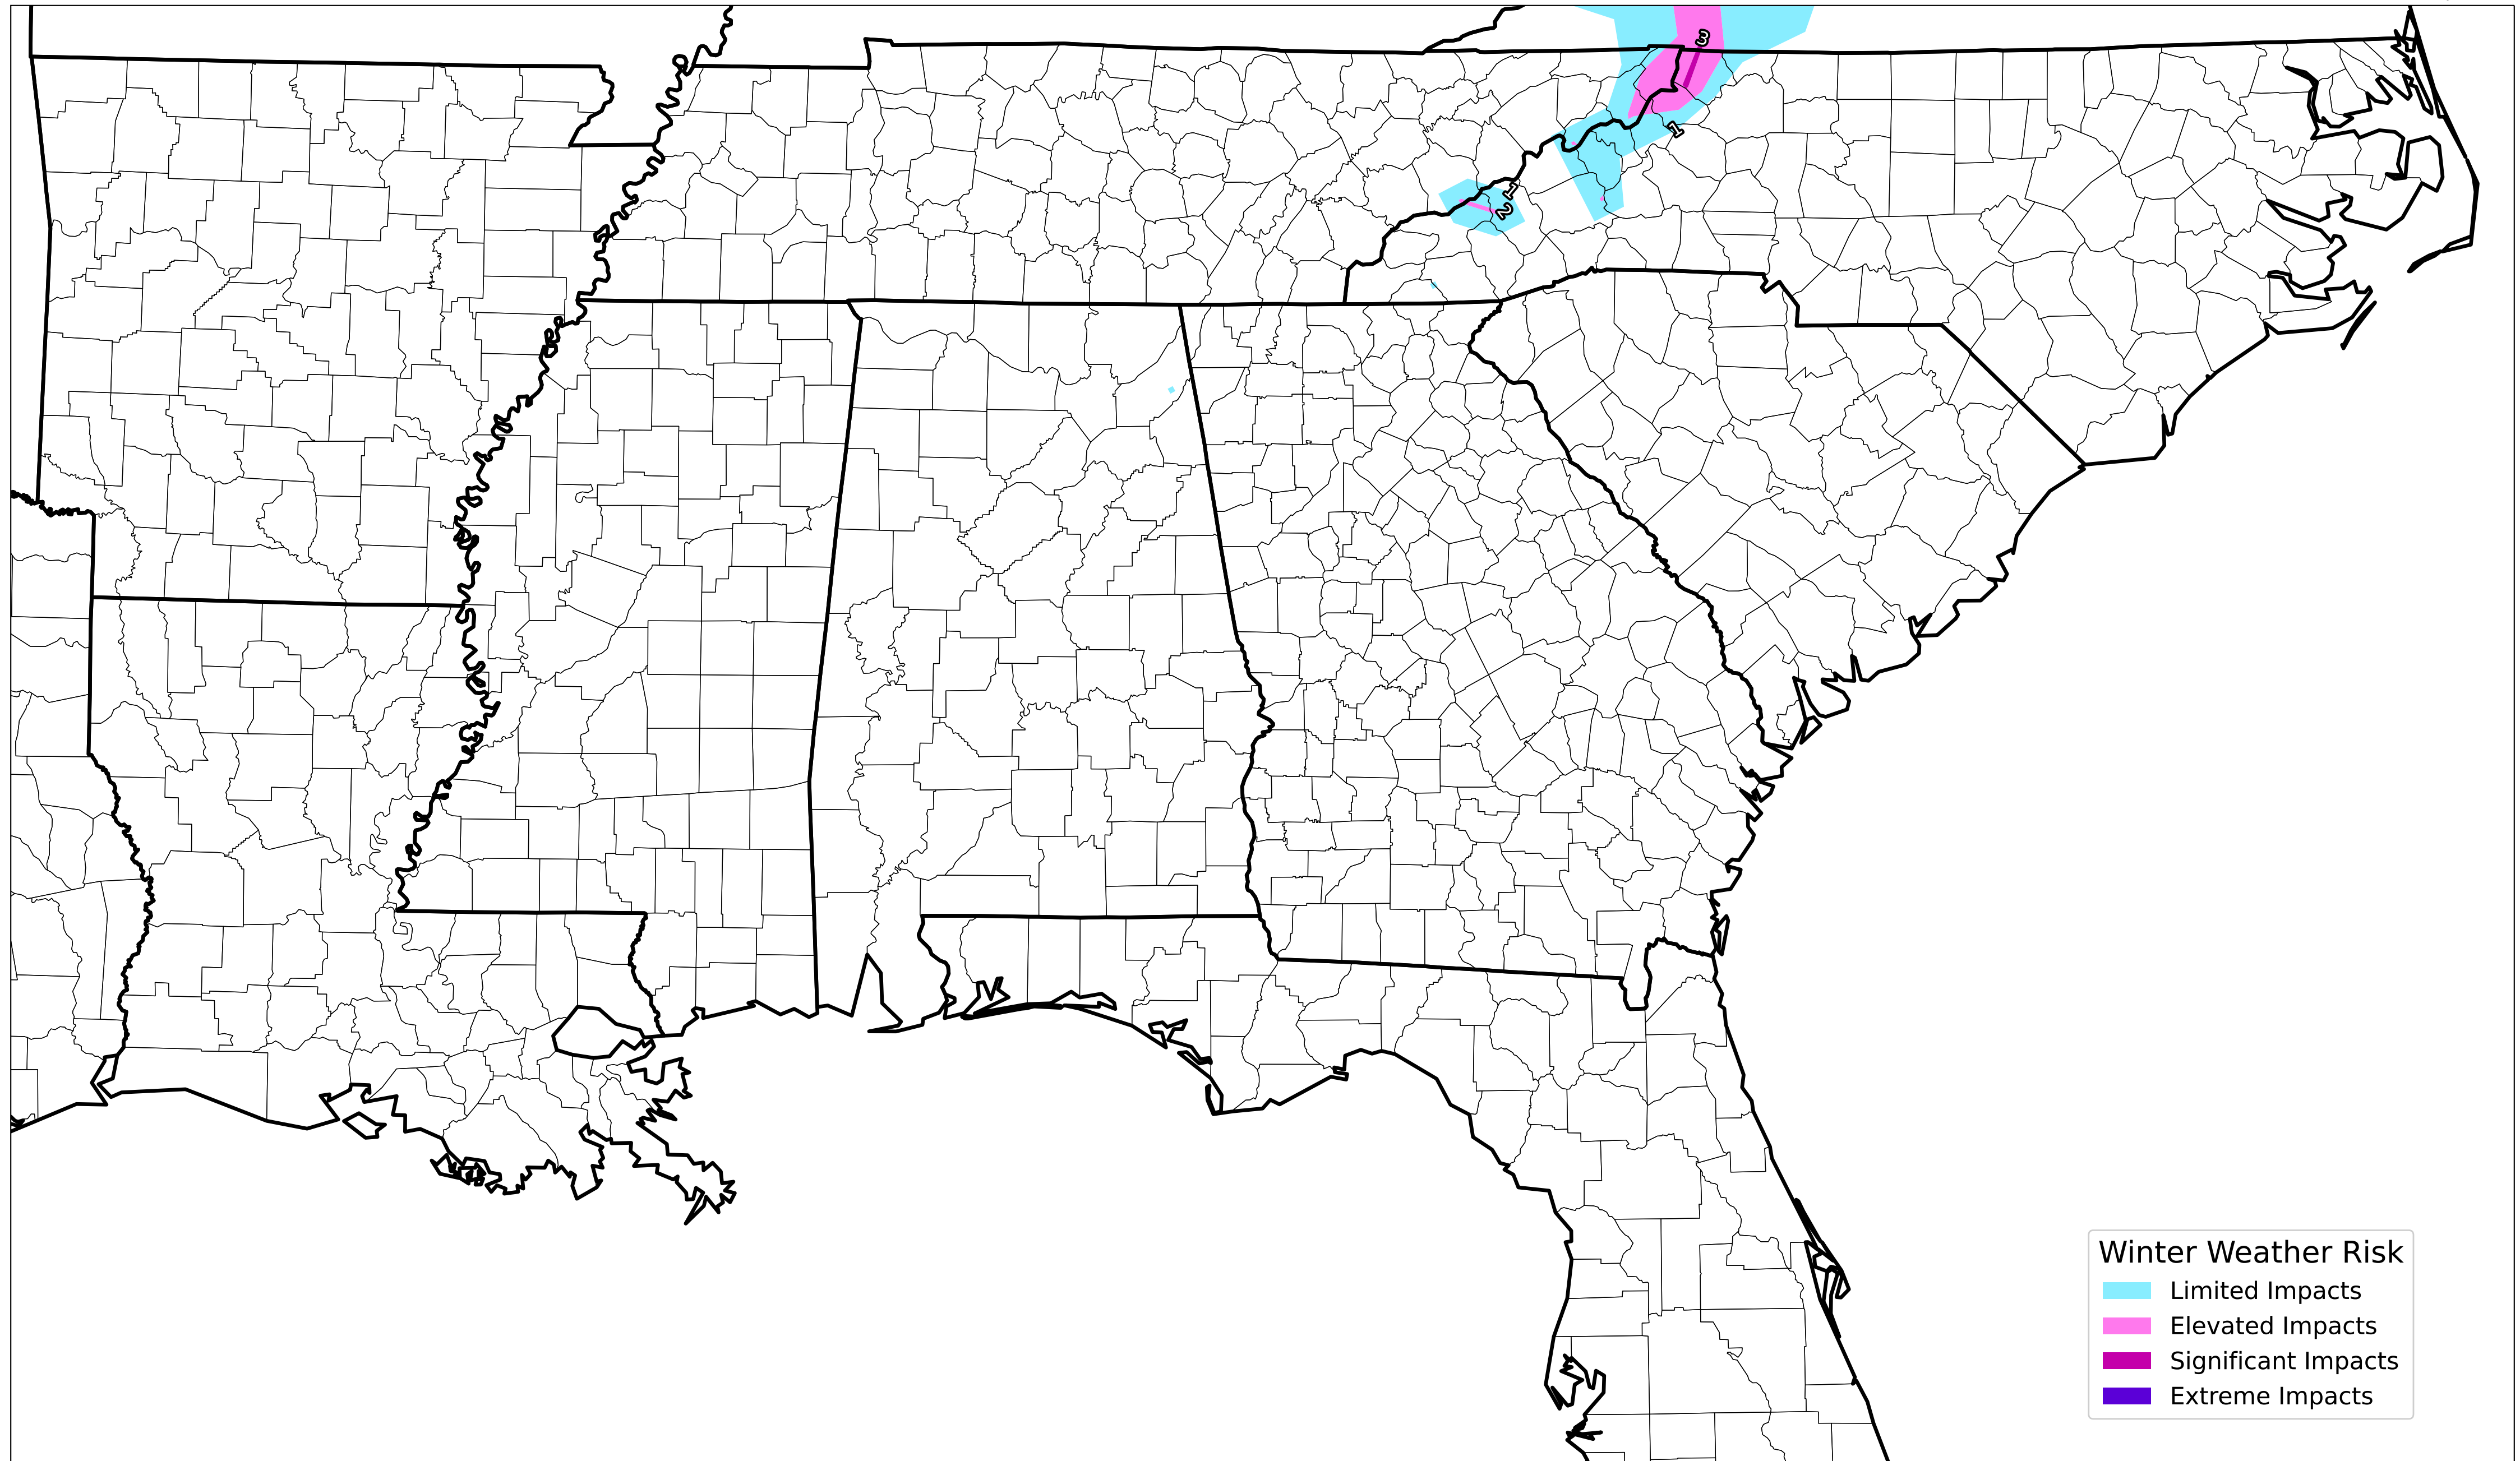 3
1
1
2
Winter Weather Risk
Limited Impacts
Elevated Impacts
Significant Impacts
Extreme Impacts